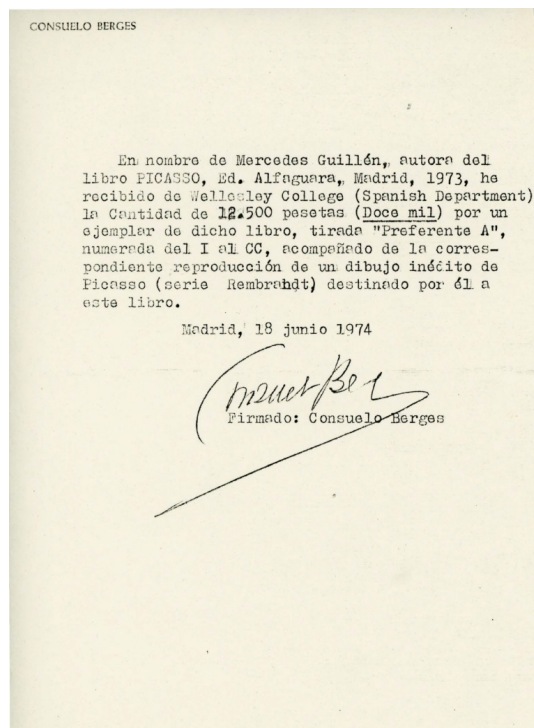 CONSUELO BERGES
En nombre de Mercedes Guillén,, autora del
libro PICASSO, Ed. Alfaguara,, Madrid, 1973, he
recibido de Wellesley College (Spanish Department)
la Cantidad de 12.500 pesetas (Doce mil) por un
ejemplar de dicho libro, tirada "Preferente A",
numerada del I al CC, acompañado de la corres-
pondiente reproducción de un dibujo inédito de
Picasso (serie Rembrahdt) destinado por él a
este libro.
Madrid, 18 junio 1974
Consuelo Berges
Firmado: Consuelo Berges